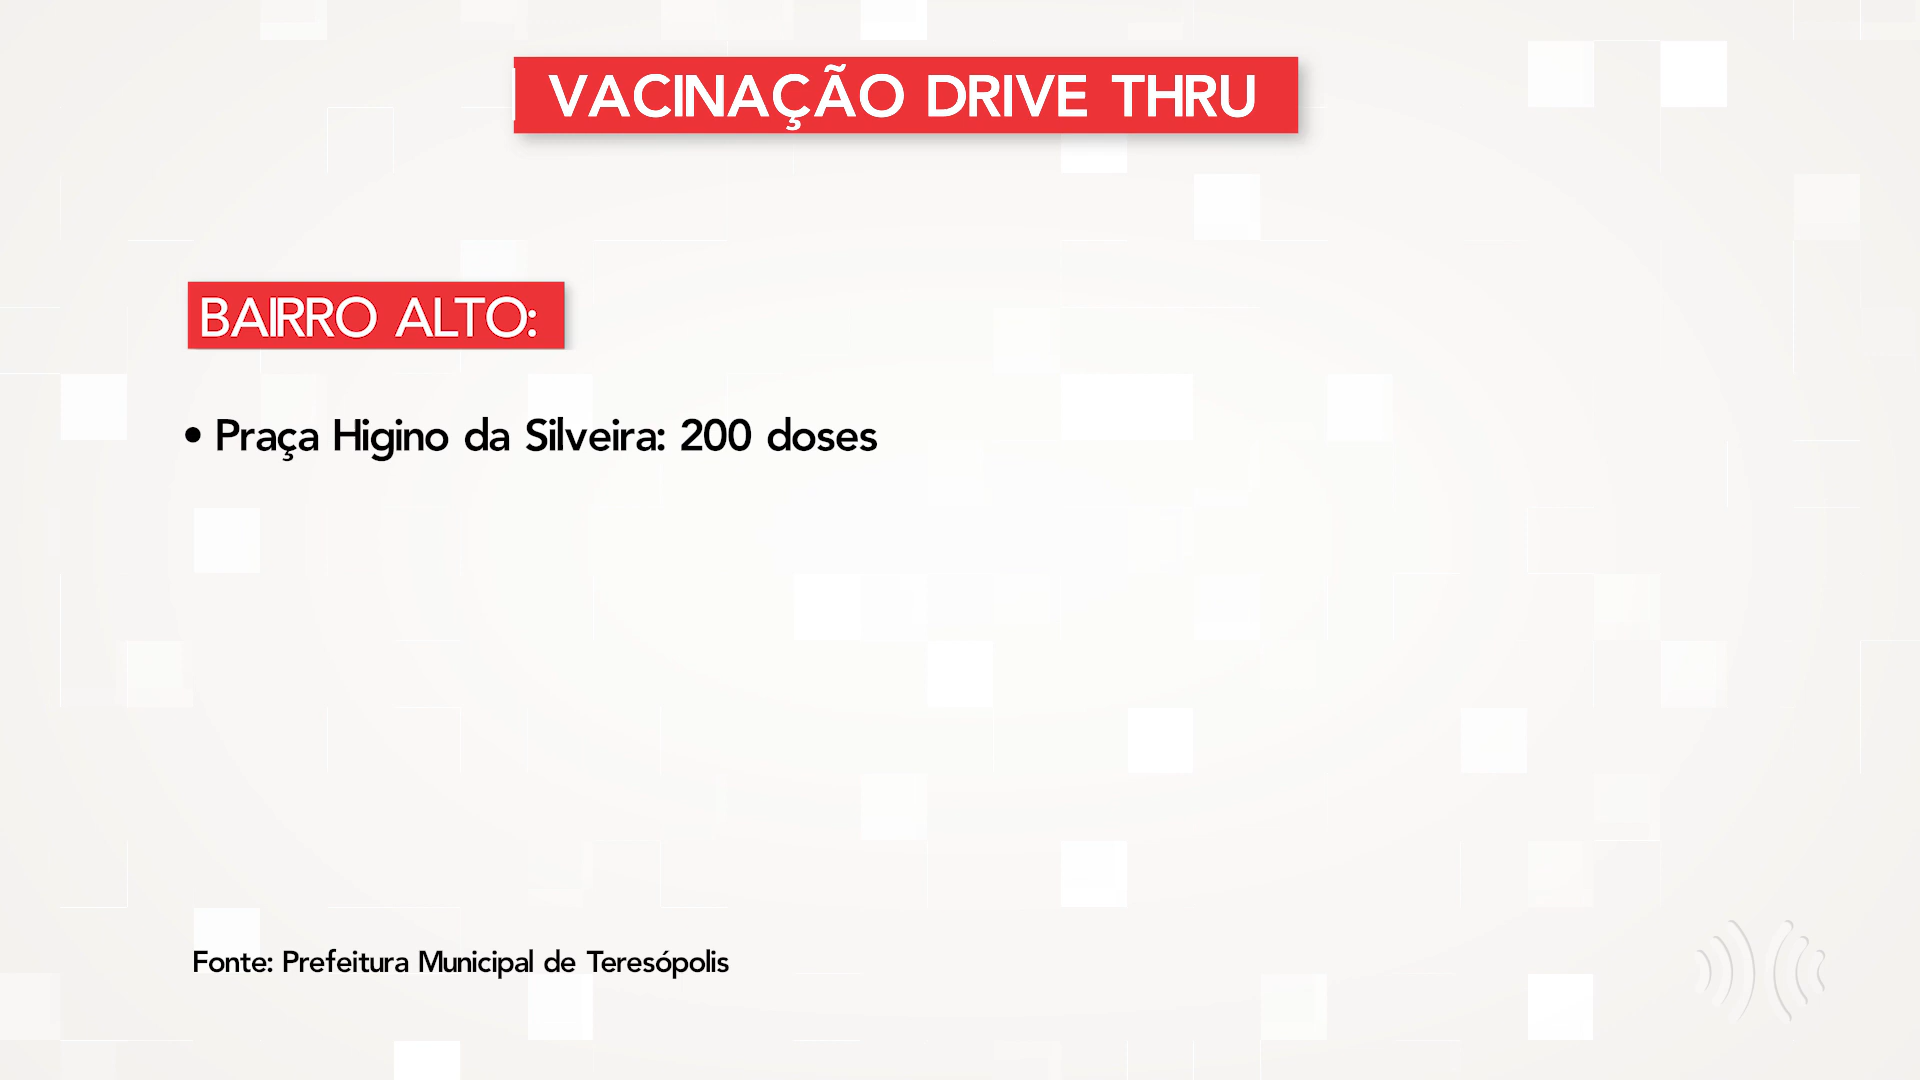 VACINAÇÃO DRIVE THRU
BAIRRO ALTO:
• Praça Higino da Silveira: 200 doses
Fonte: Prefeitura Municipal de Teresópolis